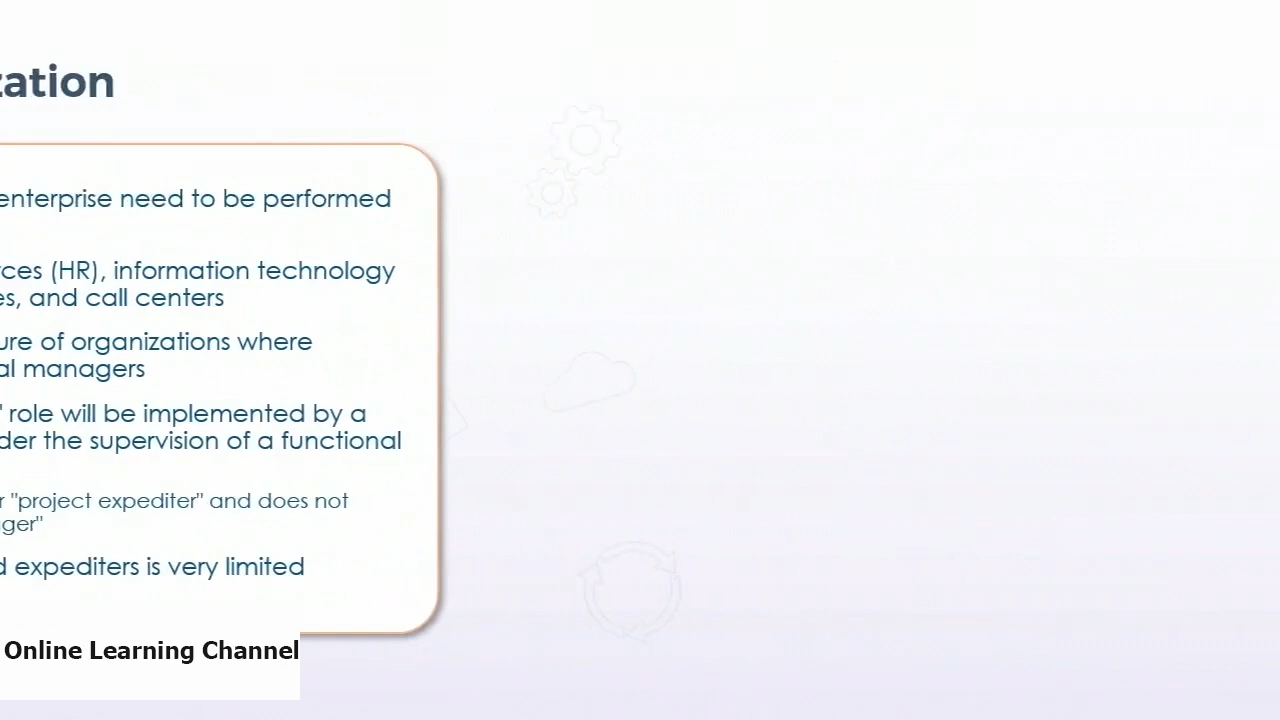 zation
enterprise need to be performed
rces (HR), information technology
es, and call centers
ure of organizations where
al managers
" role will be implemented by a
der the supervision of a functional
r "project expediter" and does not
ger"
d expediters is very limited
Online Learning Channel